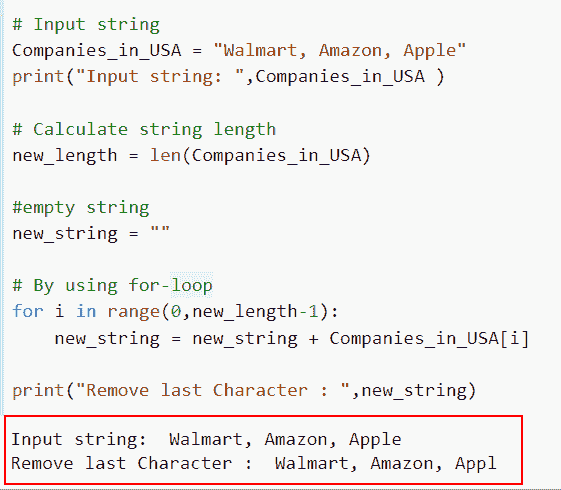 # Input string
Companies_in_USA = "Walmart, Amazon, Apple"
print("Input string: ",Companies_in_USA )
# Calculate string length
new_length = len(Companies_in_USA)
#empty string
new_string = ""
# By using for-loop
for i in range(0,new_length-1):
    new_string = new_string + Companies_in_USA[i]
print("Remove last Character : ",new_string)
Input string:  Walmart, Amazon, Apple
Remove last Character :  Walmart, Amazon, Appl